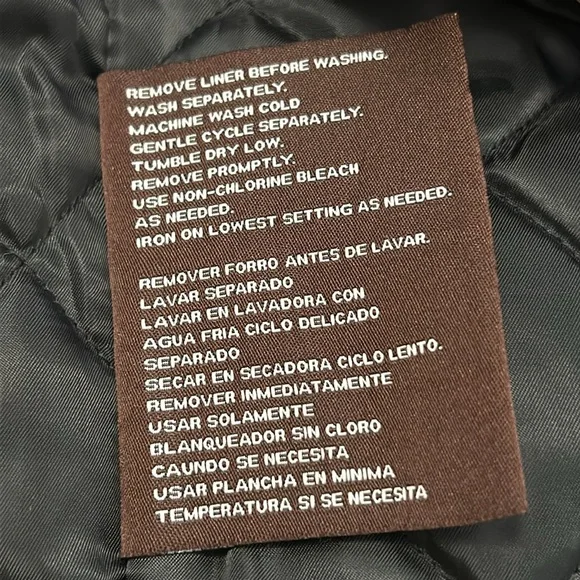 REMOVE LINER BEFORE WASHING.
WASH SEPARATELY.
MACHINE WASH COLD
GENTLE CYCLE SEPARATELY.
TUMBLE DRY LOW.
REMOVE PROMPTLY.
USE NON-CHLORINE BLEACH
AS NEEDED.
IRON ON LOWEST SETTING AS NEEDED.
REMOVER FORRO ANTES DE LAVAR.
LAVAR SEPARADO
LAVAR EN LAVADORA CON
AGUA FRIA CICLO DELICADO
SEPARADO
SECAR EN SECADORA CICLO LENTO.
REMOVER INMEDIATAMENTE
USAR SOLAMENTE
BLANQUEADOR SIN CLORO
CAUNDO SE NECESITA
USAR PLANCHA EN MINIMA
TEMPERATURA SI SE NECESITA